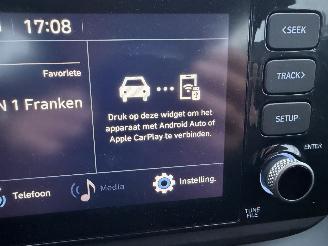 17:08
Favoriete
N 1 Franken
Druk op deze widget om het
apparaat met Android Auto of
Apple CarPlay te verbinden.
Telefoon
Media
Instelling.
<SEEK
TRACK>
SETUP
ENTER
TUNE
FILE